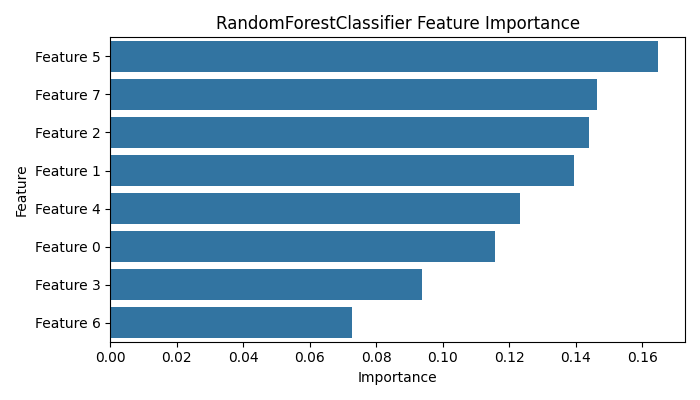 RandomForestClassifier Feature Importance
Feature
Feature 5
Feature 7
Feature 2
Feature 1
Feature 4
Feature 0
Feature 3
Feature 6
0.00 0.02 0.04 0.06 0.08 0.10 0.12 0.14 0.16
Importance